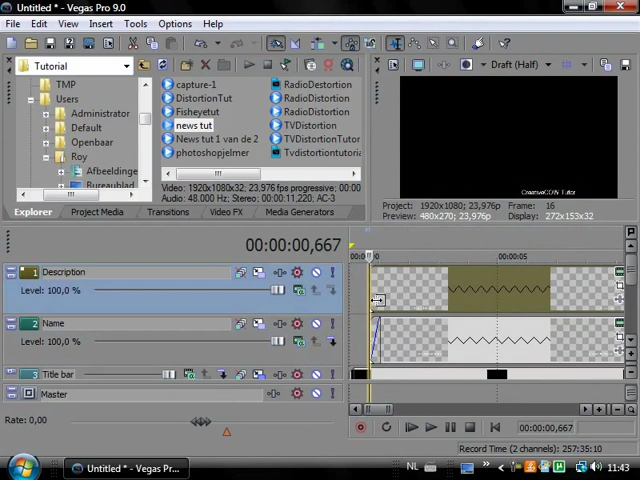 Untitled * - Vegas Pro 9.0
File Edit View Insert Tools Options Help
Tutorial
Draft (Half)
TMP
Users
Administrator
Default
Openbaar
Roy
Afbeeldinge
Bureaublad
capture-1
DistortionTut
Fisheyetut
news tut
News tut 1 van de 2
photoshopjelmer
RadioDestortion
RadioDistortion
RadioDistortion
TVDistortion
TVDistortionTutor
Tvdistortiontutoria
Video: 1920x1080x32; 23,976 fps progressive; 00:00
Audio: 48.000 Hz; Stereo; 00:00:11,220; AC-3
Explorer Project Media Transitions Video FX Media Generators
CreativeCOW Tutor
Project: 1920x1080; 23,976p Frame: 16
Preview: 480x270; 23,976p Display: 272x153x32
00:00:00,667
00:00:05
1 Description
Level: 100,0 %
2 Name
Level: 100,0 %
3 Title bar
Master
Rate: 0,00
00:00:00,667
Record Time (2 channels): 257:35:10
Untitled * - Vegas Pro...
NL
11:43